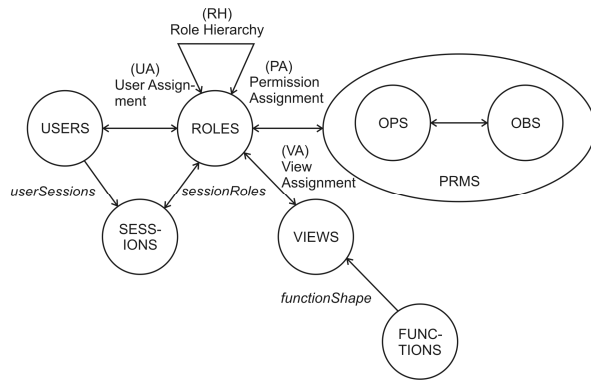 (RH)
Role Hierarchy
(UA)
User Assign-
ment
(PA)
Permission
Assignment
USERS
ROLES
OPS
OBS
PRMS
(VA)
View
Assignment
userSessions
sessionRoles
SESS-
IONS
VIEWS
functionShape
FUNC-
TIONS